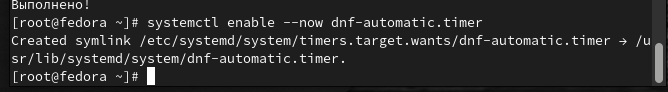 Выполнено!
[root@fedora ~]# systemctl enable --now dnf-automatic.timer
Created symlink /etc/systemd/system/timers.target.wants/dnf-automatic.timer → /u
sr/lib/systemd/system/dnf-automatic.timer.
[root@fedora ~]#